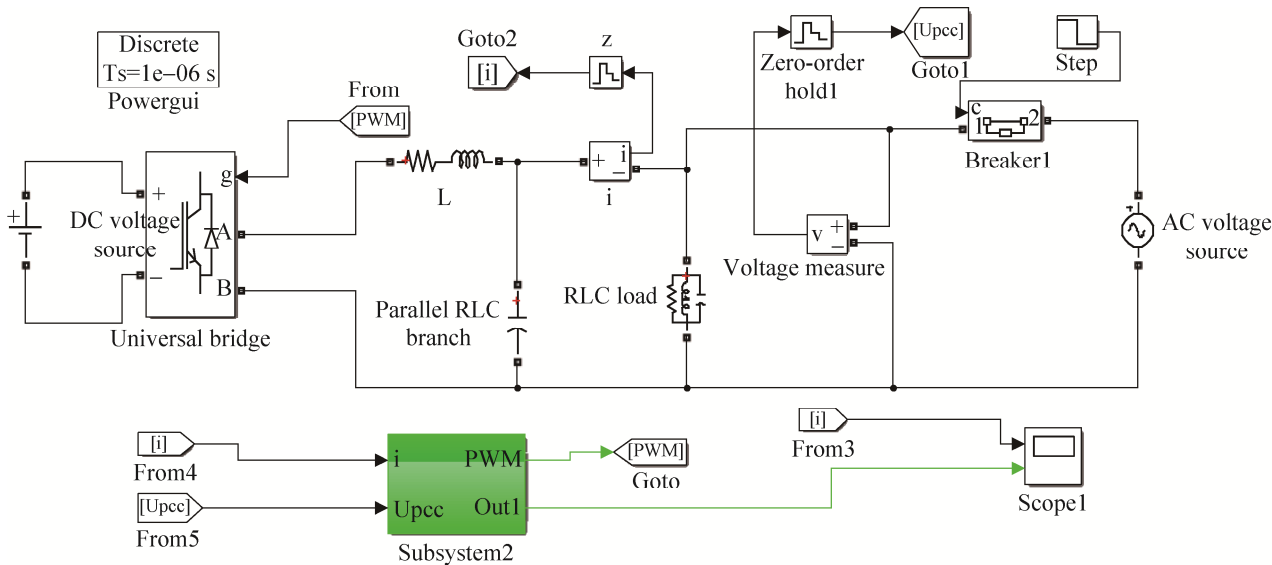 Discrete
Ts=1e−06 s
Powergui
From
[PWM]
Goto2
[i]
z
Zero-order
hold1
[Upcc]
Goto1
Step
c
1 2
Breaker1
+
DC voltage
source
+
−
g
A
B
Universal bridge
L
+ i
−
i
Parallel RLC
branch
RLC load
v +
−
Voltage measure
+
AC voltage
source
[i]
From4
[Upcc]
From5
i PWM
Upcc Out1
Subsystem2
[PWM]
Goto
[i]
From3
Scope1